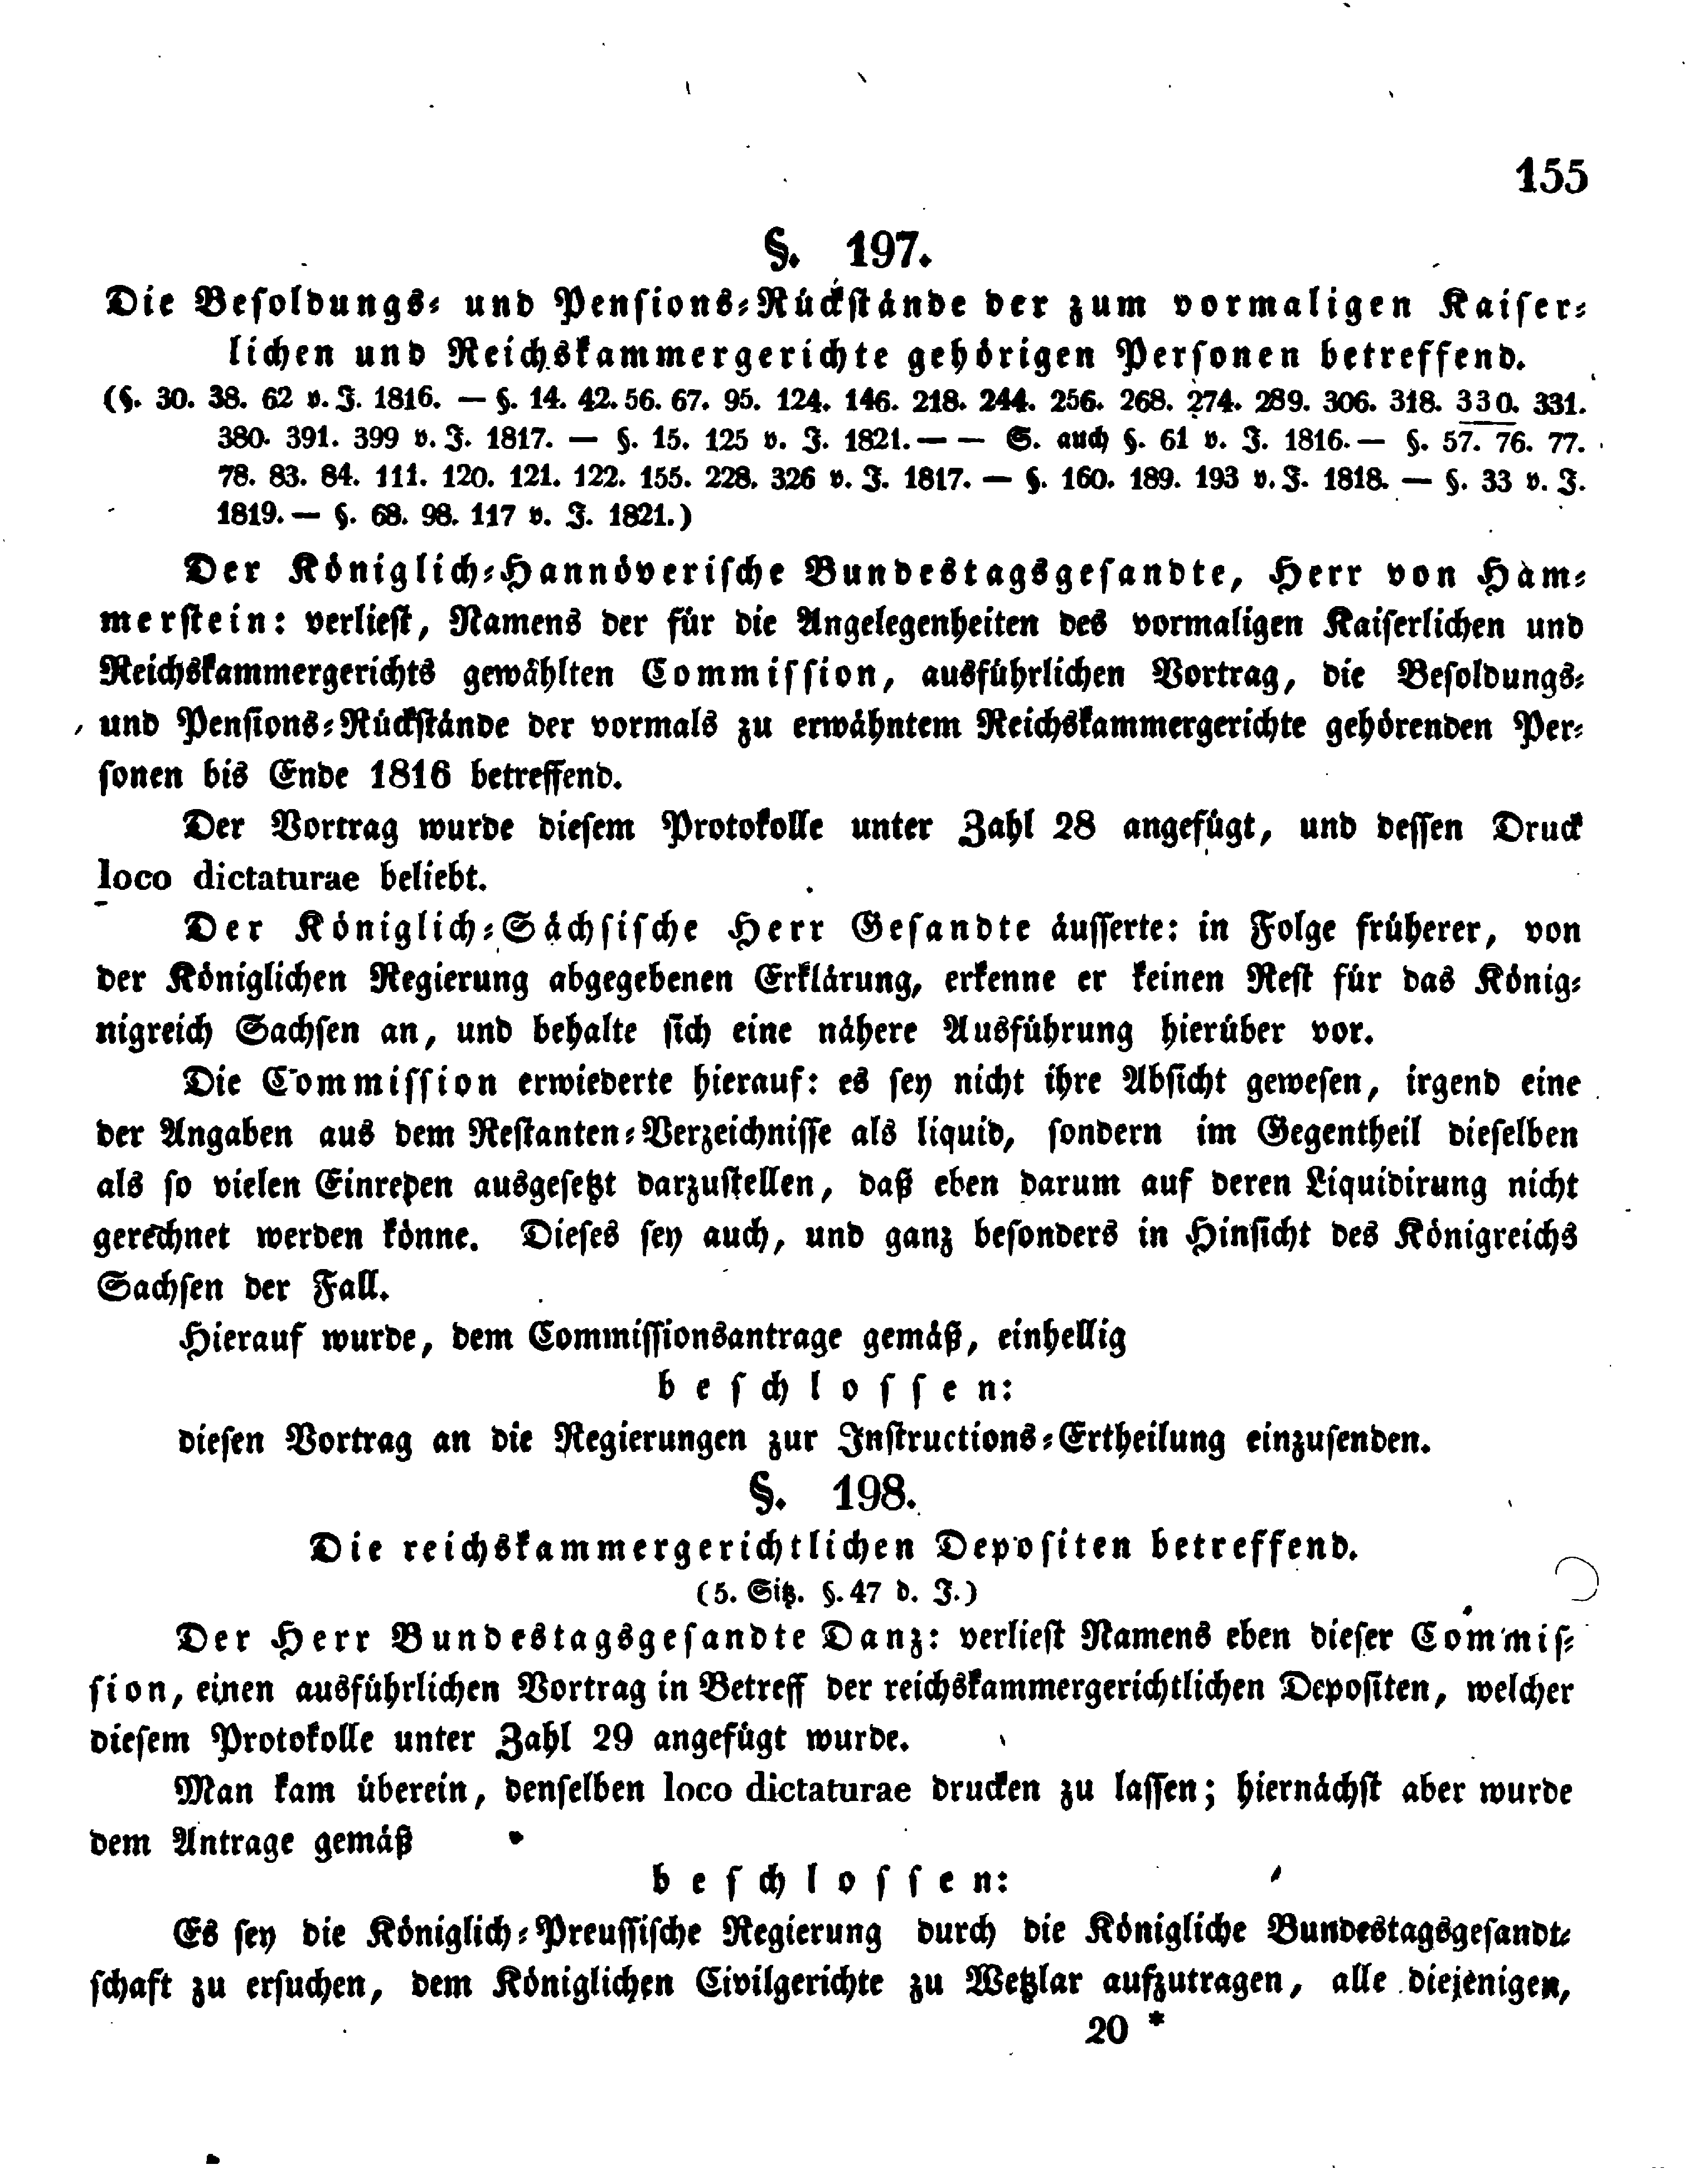 155
§. 197.
Die Besoldungs- und Pensions-Rückstände der zum vormaligen Kaiser-
lichen und Reichskammergerichte gehörigen Personen betreffend.
(§. 30. 38. 62 v. J. 1816. — §. 14. 42. 56. 67. 95. 124. 146. 218. 244. 256. 268. 274. 289. 306. 318. 330. 331.
380. 391. 399 v. J. 1817. — §. 15. 125 v. J. 1821. — — S. auch §. 61 v. J. 1816. — §. 57. 76. 77.
78. 83. 84. 111. 120. 121. 122. 155. 228. 326 v. J. 1817. — §. 160. 189. 193 v. J. 1818. — §. 33 v. J.
1819. — §. 68. 98. 117 v. J. 1821.)
Der Königlich-Hannöverische Bundestagsgesandte, Herr von Ham-
merstein: verliest, Namens der für die Angelegenheiten des vormaligen Kaiserlichen und
Reichskammergerichts gewählten Commission, ausführlichen Vortrag, die Besoldungs-
und Pensions-Rückstände der vormals zu erwähntem Reichskammergerichte gehörenden Per-
sonen bis Ende 1816 betreffend.
Der Vortrag wurde diesem Protokolle unter Zahl 28 angefügt, und dessen Druck
loco dictaturae beliebt.
Der Königlich-Sächsische Herr Gesandte äusserte: in Folge früherer, von
der Königlichen Regierung abgegebenen Erklärung, erkenne er keinen Rest für das König-
nigreich Sachsen an, und behalte sich eine nähere Ausführung hierüber vor.
Die Commission erwiederte hierauf: es sey nicht ihre Absicht gewesen, irgend eine
der Angaben aus dem Restanten-Verzeichnisse als liquid, sondern im Gegentheil dieselben
als so vielen Einreden ausgesetzt darzustellen, daß eben darum auf deren Liquidirung nicht
gerechnet werden könne. Dieses sey auch, und ganz besonders in Hinsicht des Königreichs
Sachsen der Fall.
Hierauf wurde, dem Commissionsantrage gemäß, einhellig
beschlossen:
diesen Vortrag an die Regierungen zur Instructions-Ertheilung einzusenden.
§. 198.
Die reichskammergerichtlichen Depositen betreffend.
(5. Sitz. §. 47 d. J.)
Der Herr Bundestagsgesandte Danz: verliest Namens eben dieser Commis-
sion, einen ausführlichen Vortrag in Betreff der reichskammergerichtlichen Depositen, welcher
diesem Protokolle unter Zahl 29 angefügt wurde.
Man kam überein, denselben loco dictaturae drucken zu lassen; hiernächst aber wurde
dem Antrage gemäß
beschlossen:
Es sey die Königlich-Preussische Regierung durch die Königliche Bundestagsgesandt-
schaft zu ersuchen, dem Königlichen Civilgerichte zu Wetzlar aufzutragen, alle diejenigen,
20 *